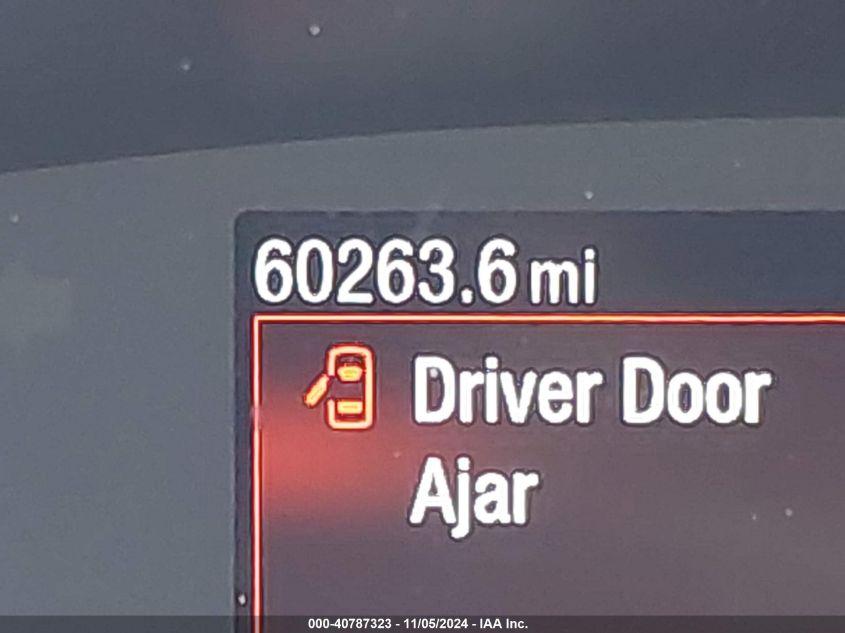 60263.6 mi
Driver Door
Ajar
000-40787323 - 11/05/2024 - IAA Inc.